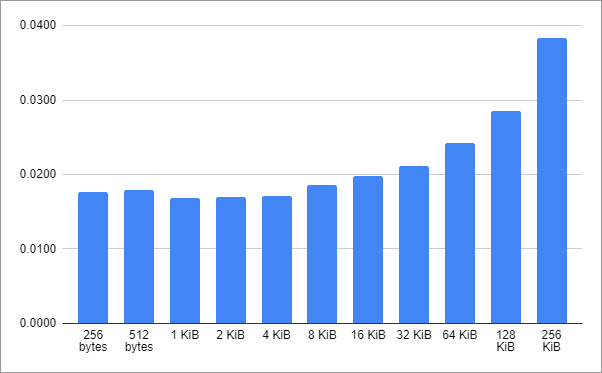 0.0400
0.0300
0.0200
0.0100
0.0000
256 bytes
512 bytes
1 KiB
2 KiB
4 KiB
8 KiB
16 KiB
32 KiB
64 KiB
128 KiB
256 KiB